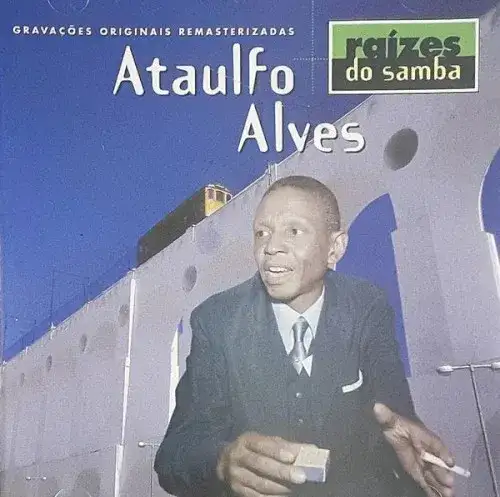 GRAVAÇÕES ORIGINAIS REMASTERIZADAS
Ataulfo
Alves
raízes
do samba